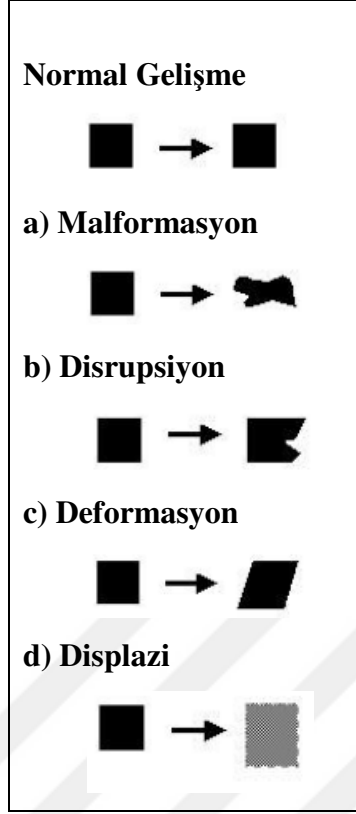 Normal Gelişme
a) Malformasyon
b) Disrupsiyon
c) Deformasyon
d) Displazi